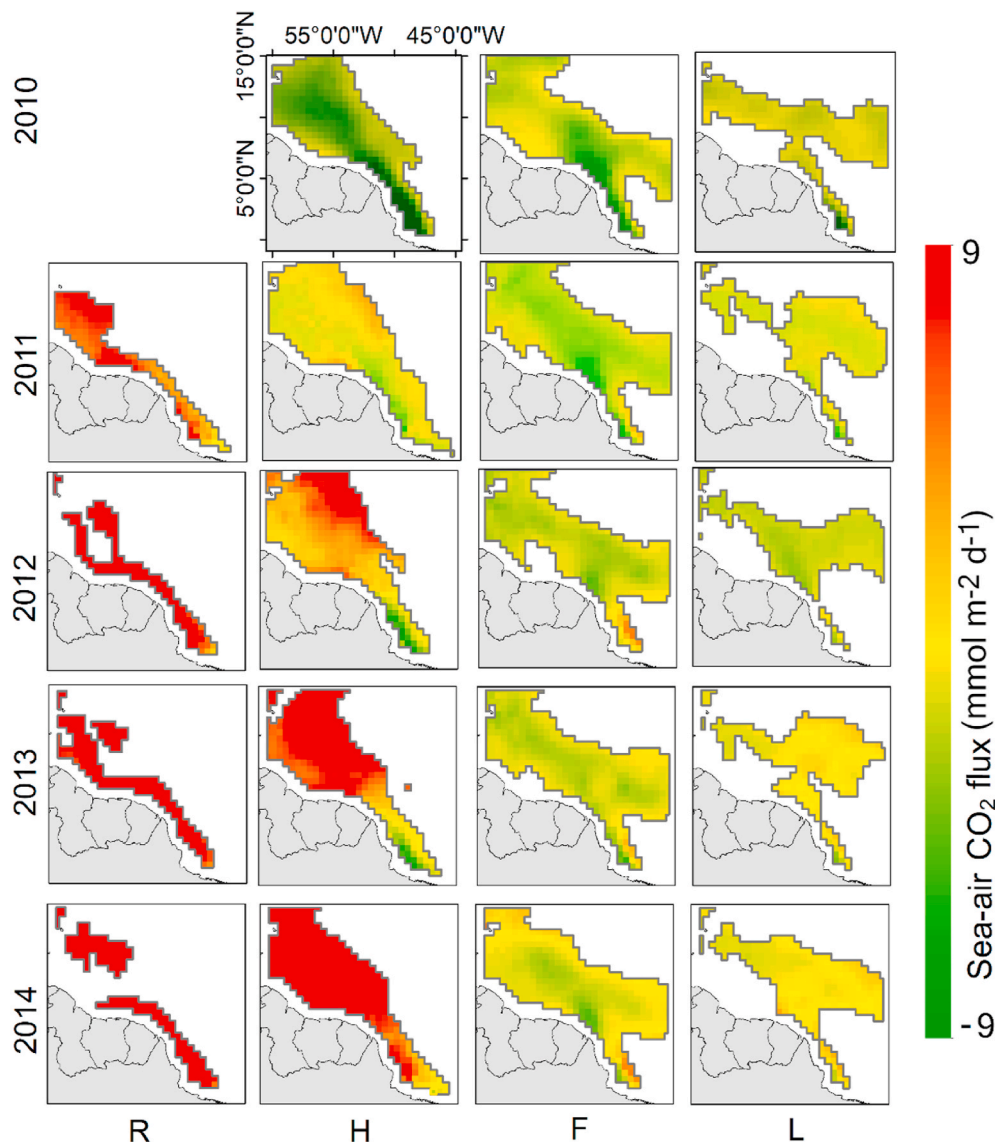 55°0'0"W 45°0'0"W
15°0'0"N
5°0'0"N
2010
2011
2012
2013
2014
R H F L
9
Sea-air CO₂ flux (mmol m⁻² d⁻¹)
-9